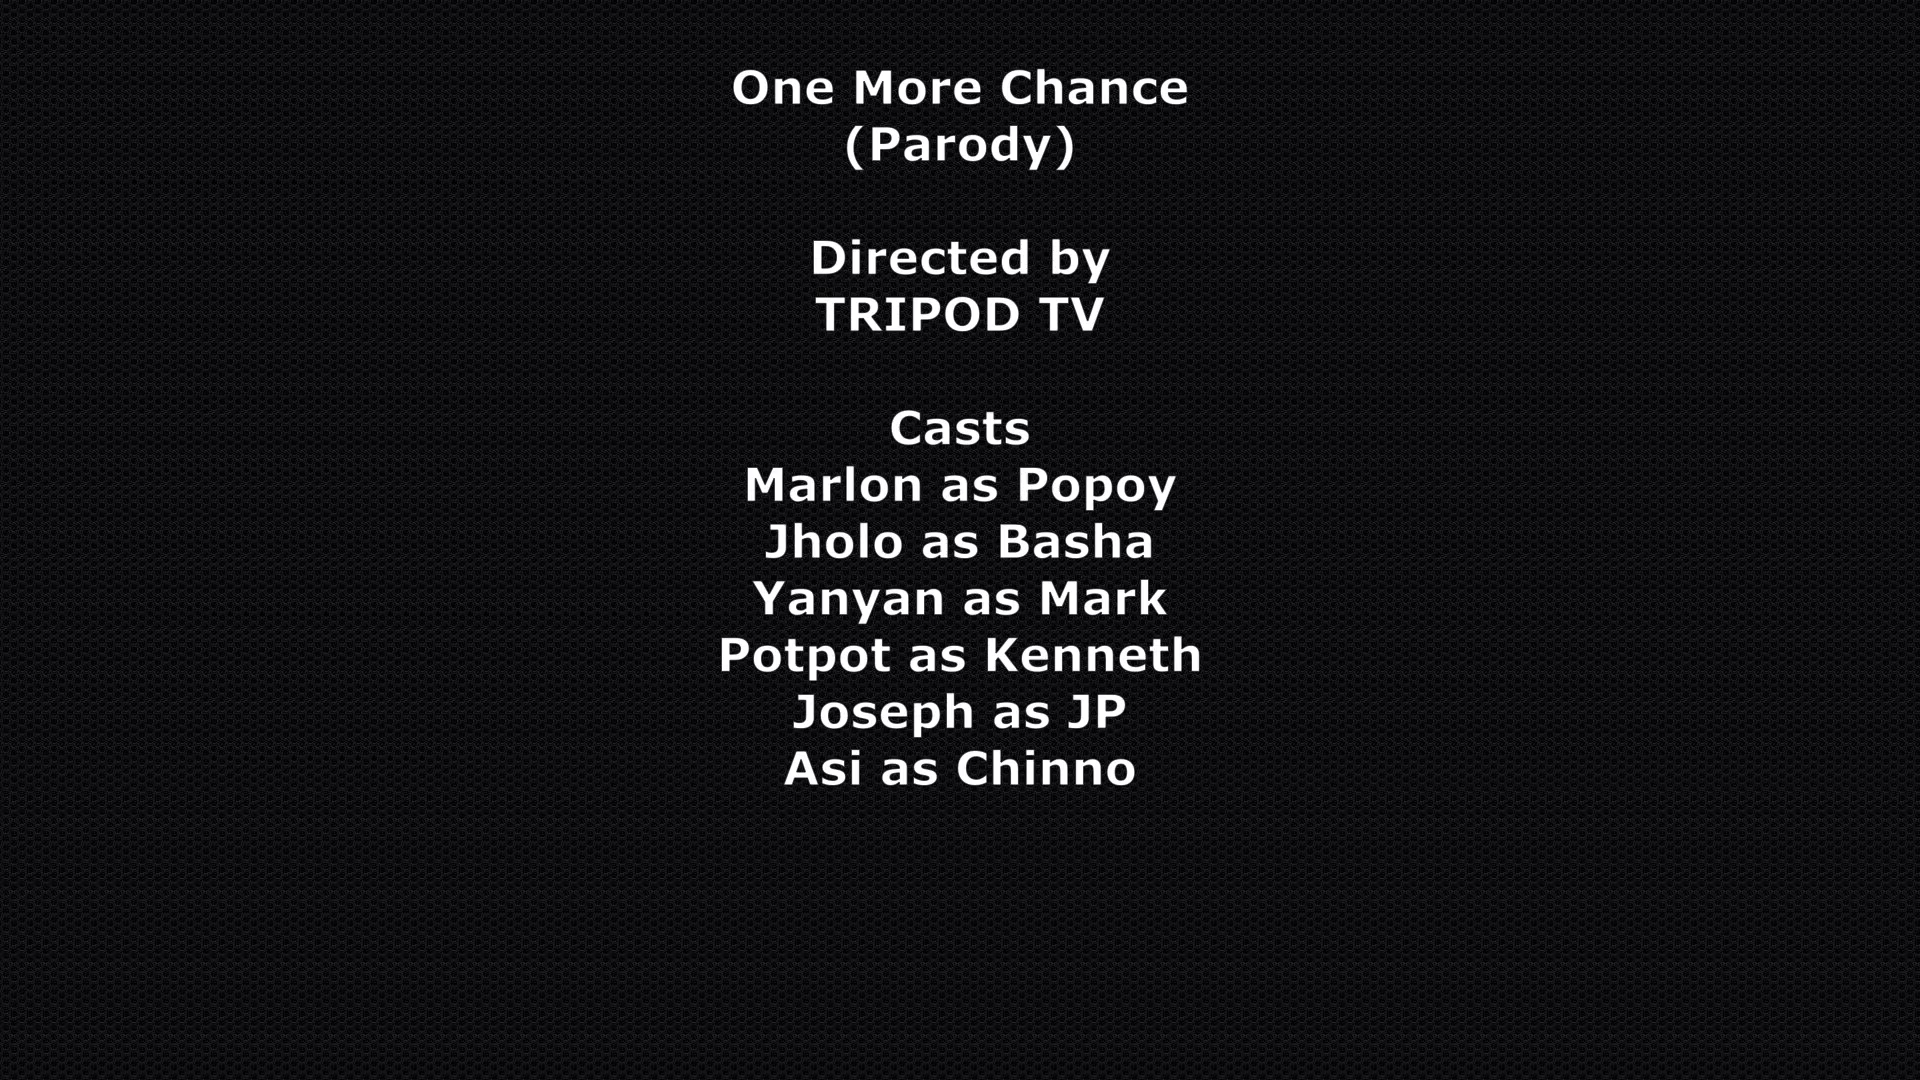 One More Chance
(Parody)
Directed by
TRIPOD TV
Casts
Marlon as Popoy
Jholo as Basha
Yanyan as Mark
Potpot as Kenneth
Joseph as JP
Asi as Chinno